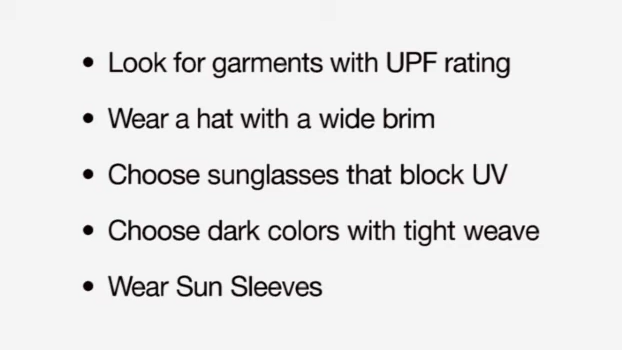 • Look for garments with UPF rating
• Wear a hat with a wide brim
• Choose sunglasses that block UV
• Choose dark colors with tight weave
• Wear Sun Sleeves